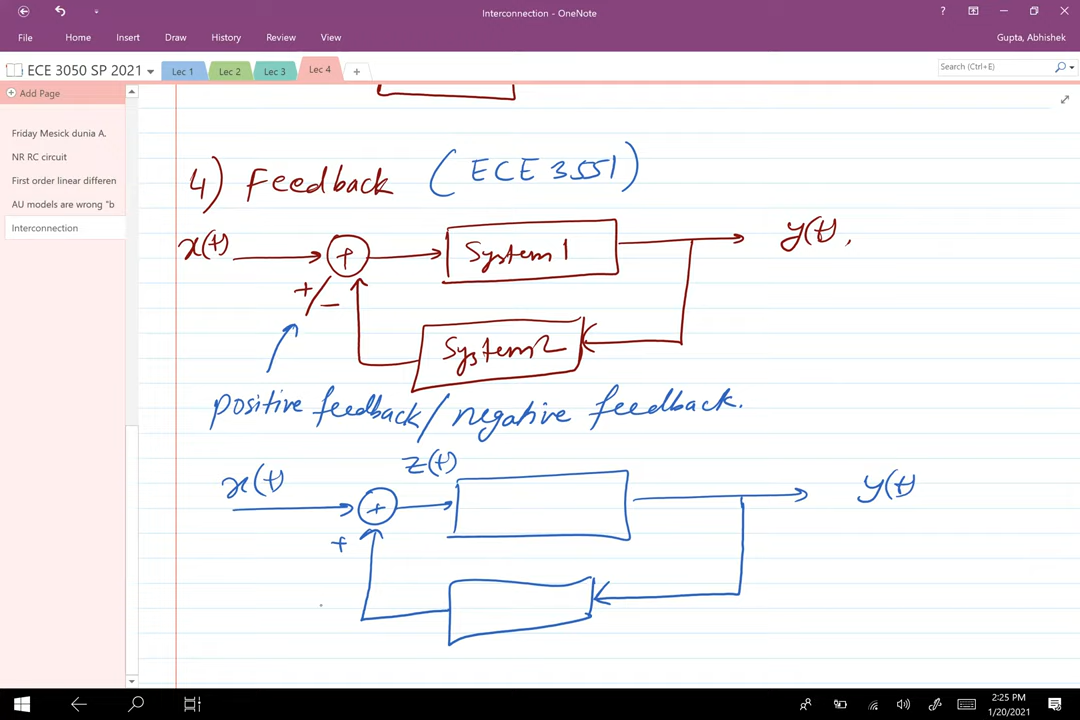 Interconnection - OneNote
?
File Home Insert Draw History Review View
Gupta, Abhishek
ECE 3050 SP 2021
Lec 1 Lec 2 Lec 3 Lec 4 +
Search (Ctrl+E)
Add Page
Friday Mesick dunia A.
NR RC circuit
First order linear differen
AU models are wrong "b
Interconnection
4) Feedback (ECE 3551)
x(t) + System 1 y(t),
+/-
System 2
positive feedback/negative feedback.
z(t)
x(t) + y(t)
+
2:25 PM
1/20/2021